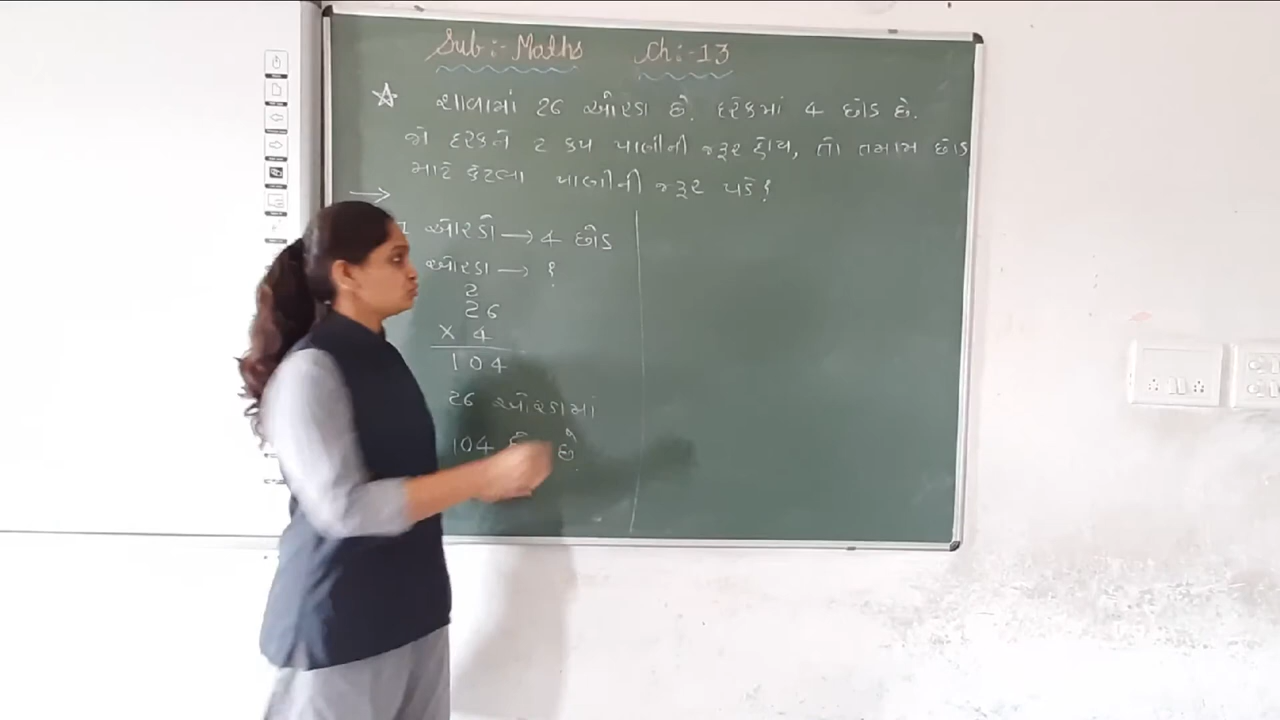 Sub:- Maths Ch:-13
☆ શાળામાં 26 ઓરડા છે. દરેકમાં 4 છોડ છે.
જો દરેકને 2 કપ પાણીની જરૂર હોય, તો તમામ છોડ
માટે કેટલા પાણીની જરૂર પડે?
→
1 ઓરડો → 4 છોડ
ઓરડા → ?
2
26
× 4
104
26 ઓરડામાં
104 છે.